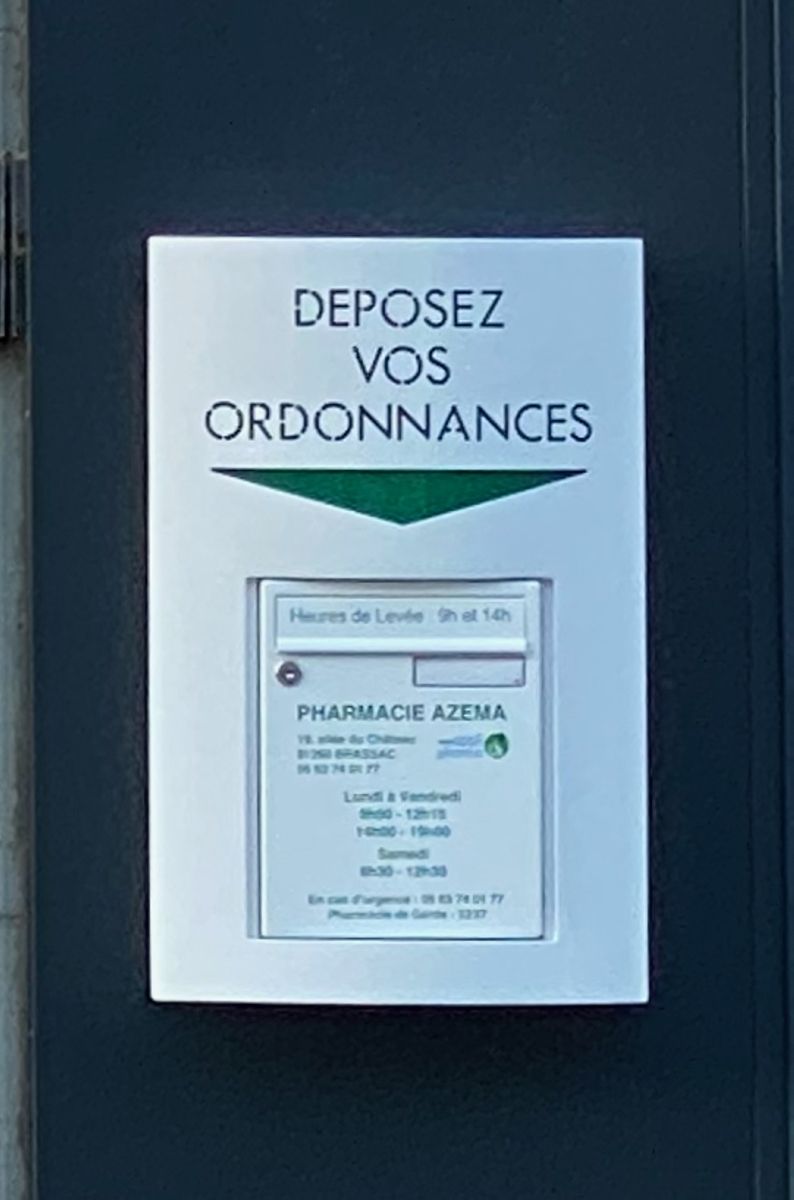 DEPOSEZ
VOS
ORDONNANCES
Heures de Levée : 9h et 14h
PHARMACIE AZEMA
19, allée du Château
81260 BRASSAC
05 63 74 01 77
Lundi à Vendredi
- 12h15
14h00 - 19h00
Samedi
8h30 - 12h30
En cas d'urgence : 05 63 74 01 77
Pharmacie de Garde : 3237